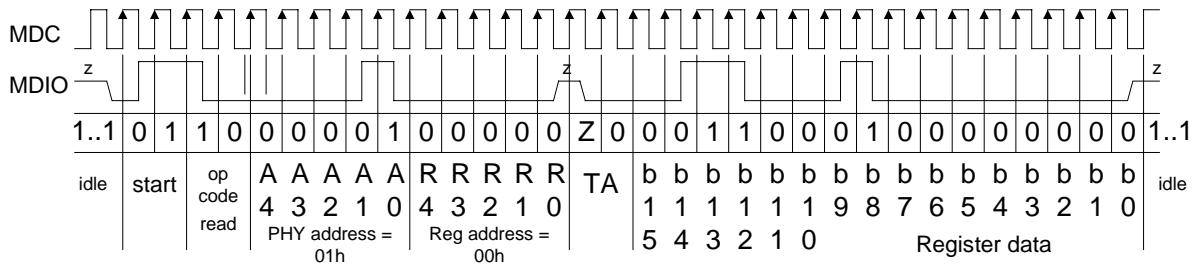 MDC
z z z
MDIO
1..1 0 1 1 0 0 0 0 0 1 0 0 0 0 0 Z 0 0 0 1 1 0 0 0 1 0 0 0 0 0 0 0 0 1..1
idle start op A A A A A R R R R R TA b b b b b b b b b b b b b b b b idle
code 4 3 2 1 0 4 3 2 1 0 1 1 1 1 1 1 9 8 7 6 5 4 3 2 1 0
read PHY address = Reg address = 5 4 3 2 1 0 Register data
01h 00h